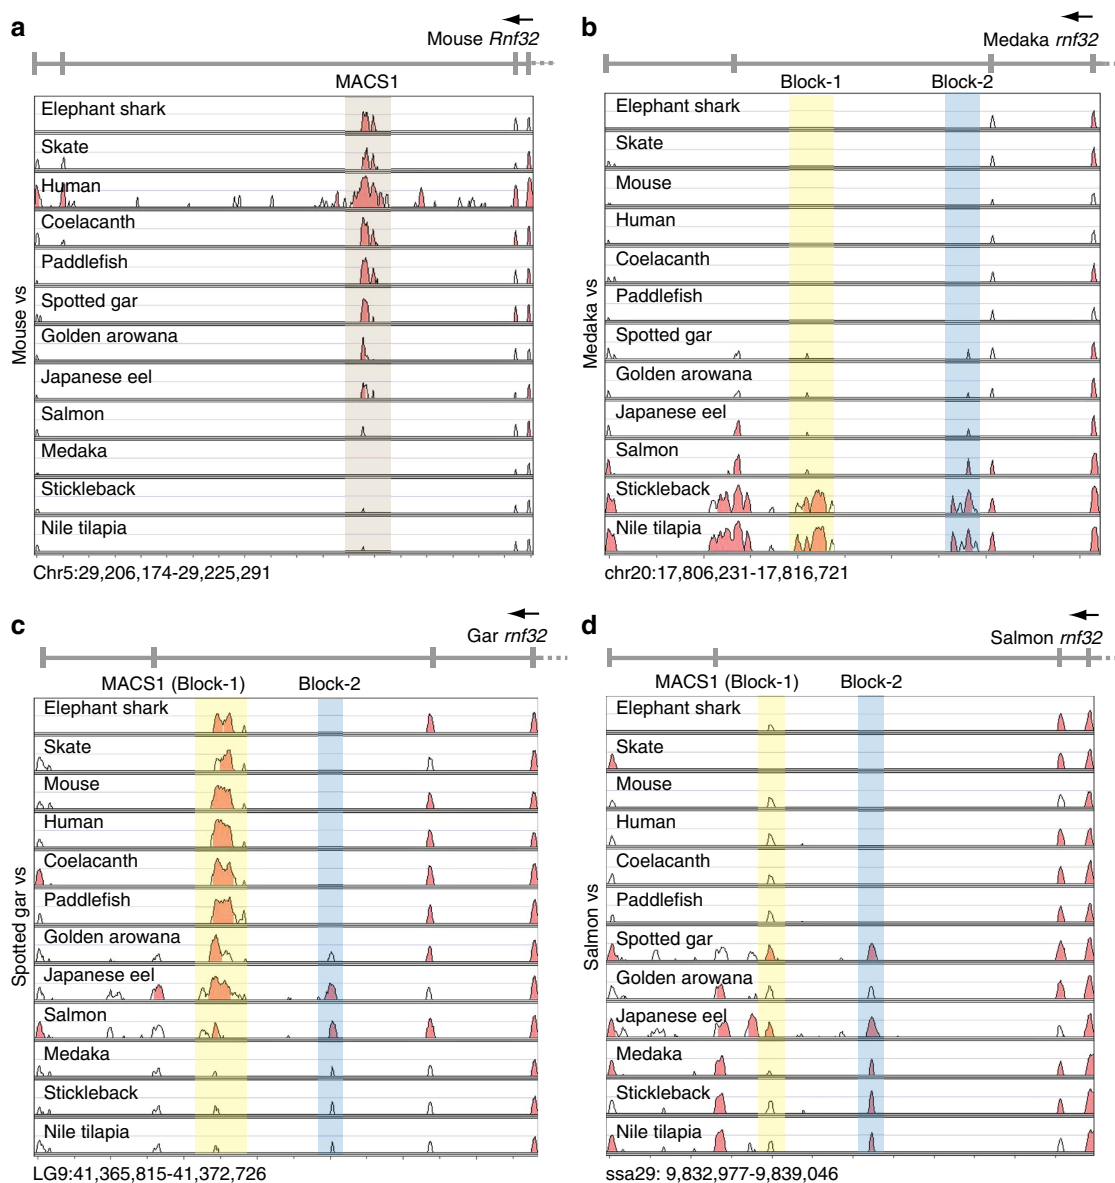 a
Mouse Rnf32
MACS1
Mouse vs
Elephant shark
Skate
Human
Coelacanth
Paddlefish
Spotted gar
Golden arowana
Japanese eel
Salmon
Medaka
Stickleback
Nile tilapia
Chr5:29,206,174-29,225,291
b
Medaka rnf32
Block-1
Block-2
Medaka vs
Elephant shark
Skate
Mouse
Human
Coelacanth
Paddlefish
Spotted gar
Golden arowana
Japanese eel
Salmon
Stickleback
Nile tilapia
chr20:17,806,231-17,816,721
c
Gar rnf32
MACS1 (Block-1)
Block-2
Spotted gar vs
Elephant shark
Skate
Mouse
Human
Coelacanth
Paddlefish
Golden arowana
Japanese eel
Salmon
Medaka
Stickleback
Nile tilapia
LG9:41,365,815-41,372,726
d
Salmon rnf32
MACS1 (Block-1)
Block-2
Salmon vs
Elephant shark
Skate
Mouse
Human
Coelacanth
Paddlefish
Spotted gar
Golden arowana
Japanese eel
Medaka
Stickleback
Nile tilapia
ssa29: 9,832,977-9,839,046